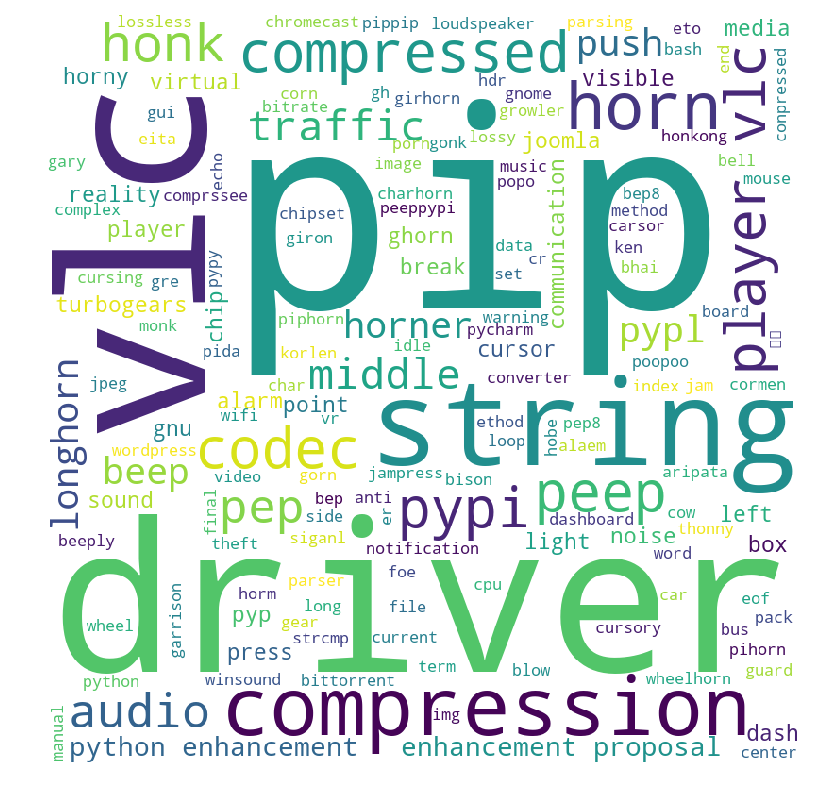 lossless
chromecast
pippip
loudspeaker
parsing
eto
media
honk
compressed
push
bash
end
conpressed
horny
virtual
corn
gh
girhorn
hdr
gnome
visible
horn
vlc
vlc
gui
bitrate
growler
traffic
porn
gonk
lossy
joomla
honkong
eita
gary
echo
image
music
bell
mouse
pip
reality
comprssee
charhorn
popo
communication
bep8
complex
chipset
peeppypi
method
player
player
giron
ghorn
data
carsor
ken
cr
cursing
gre
pypy
break
set
bhai
turbogears
chip
piphorn
horner
warning
pypl
board
monk
pycharm
pida
idle
cursor
korlen
middle
poopoo
longhorn
jpeg
char
converter
string
index
jam
cormen
alarm
point
gnu
wifi
vr
ethod
hobe
pep8
wordpress
codec
loop
alaem
beep
gorn
video
jampress
bison
peep
aripata
sound
final
pep
bep
anti
er
pypi
cow
dashboard
left
side
thonny
beeply
theft
siganl
notification
light
noise
word
box
driver
parser
foe
cpu
wheel
garrison
horm
long
file
car
eof
pyp
gear
pack
strcmp
current
cursory
bus
press
pihorn
term
blow
guard
python
winsound
bittorrent
wheelhorn
manual
audio
compression
img
dash
python enhancement
enhancement proposal
center